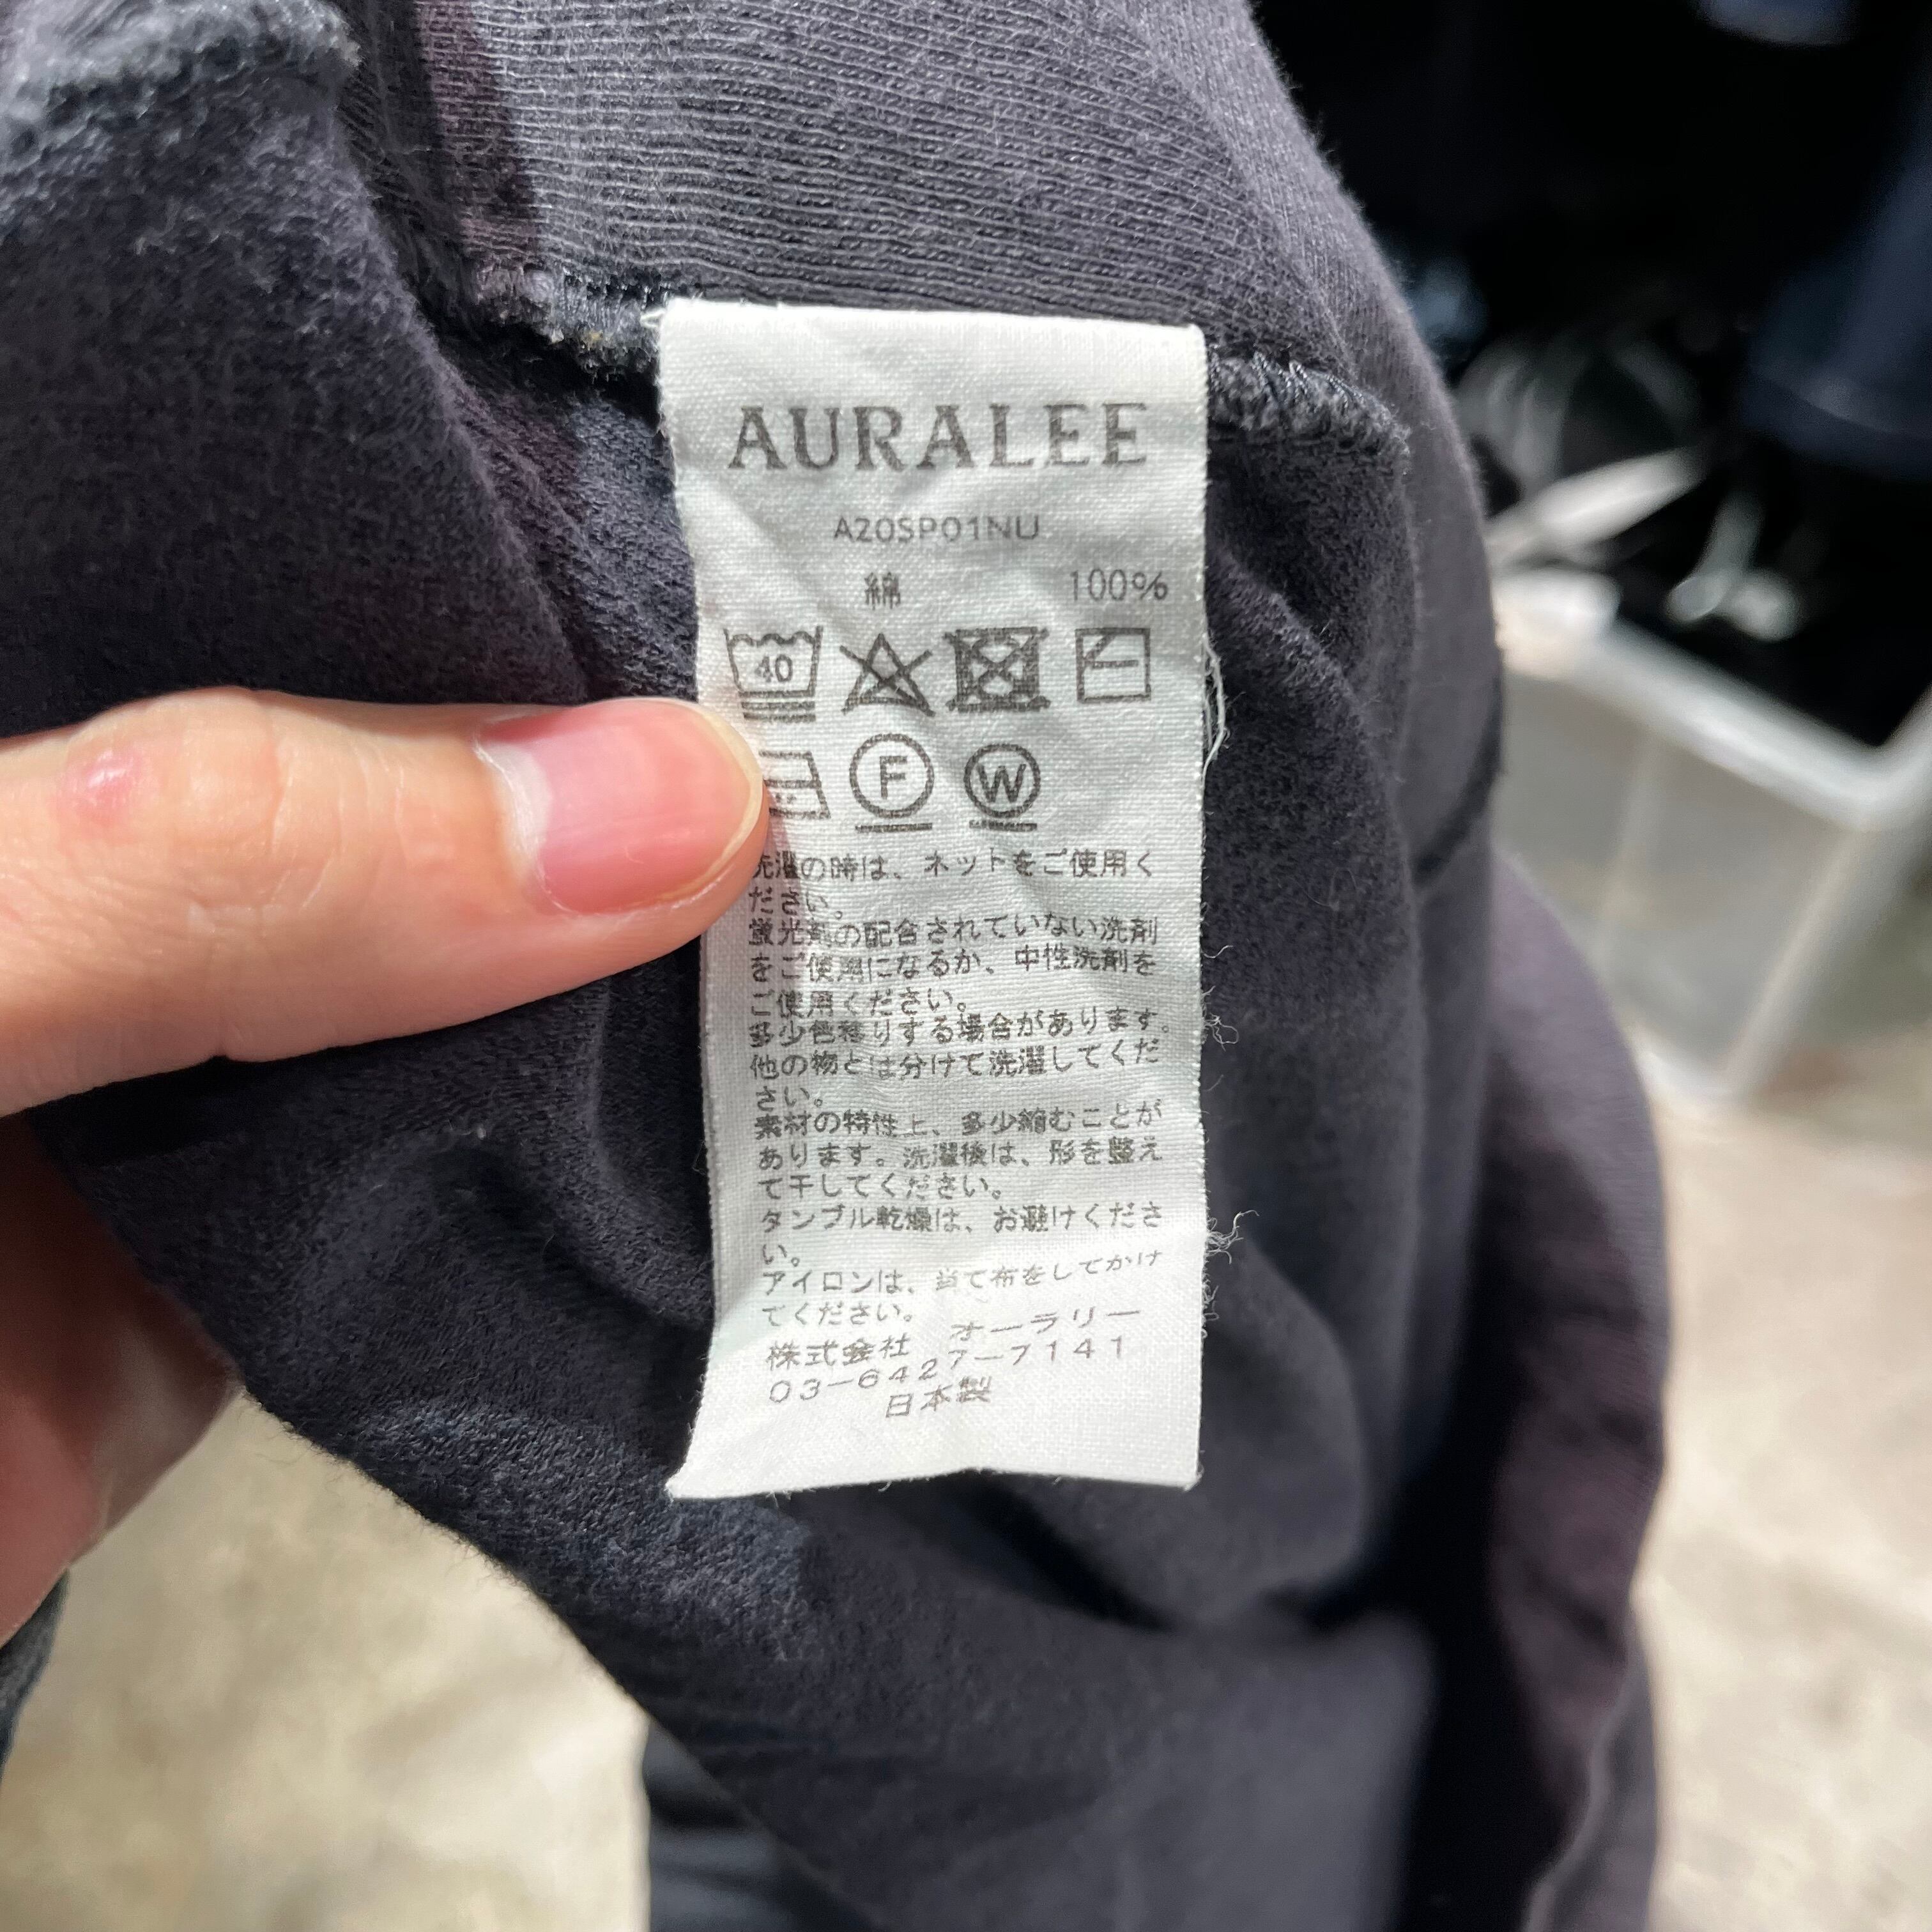 AURALEE
A20SP01NU
綿 100%
40
F W
洗濯の時は、ネットをご使用く
ださい。
蛍光剤の配合されていない洗剤
をご使用になるか、中性洗剤を
ご使用ください。
多少色移りする場合があります。
他の物とは分けて洗濯してくだ
さい。
素材の特性上、多少縮むことが
あります。洗濯後は、形を整え
て干してください。
タンブル乾燥は、お避けくださ
い。
アイロンは、当て布をしてかけ
てください。
株式会社 オーラリー
03-6427-7141
日本製